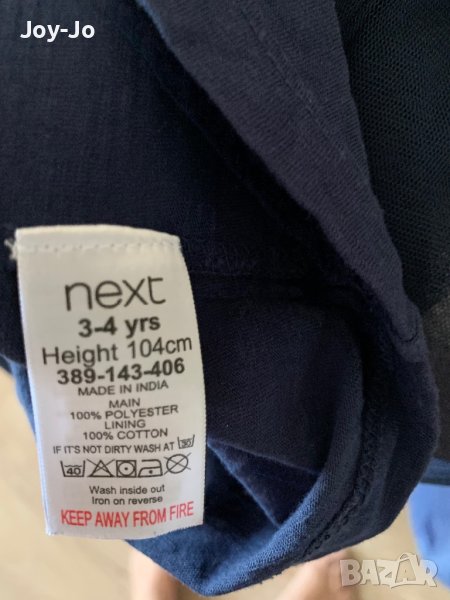 Joy-Jo
next
3-4 yrs
Height 104cm
389-143-406
MADE IN INDIA
MAIN
100% POLYESTER
LINING
100% COTTON
IF IT'S NOT DIRTY WASH AT 30
40
Wash inside out
Iron on reverse
KEEP AWAY FROM FIRE
BAZAR